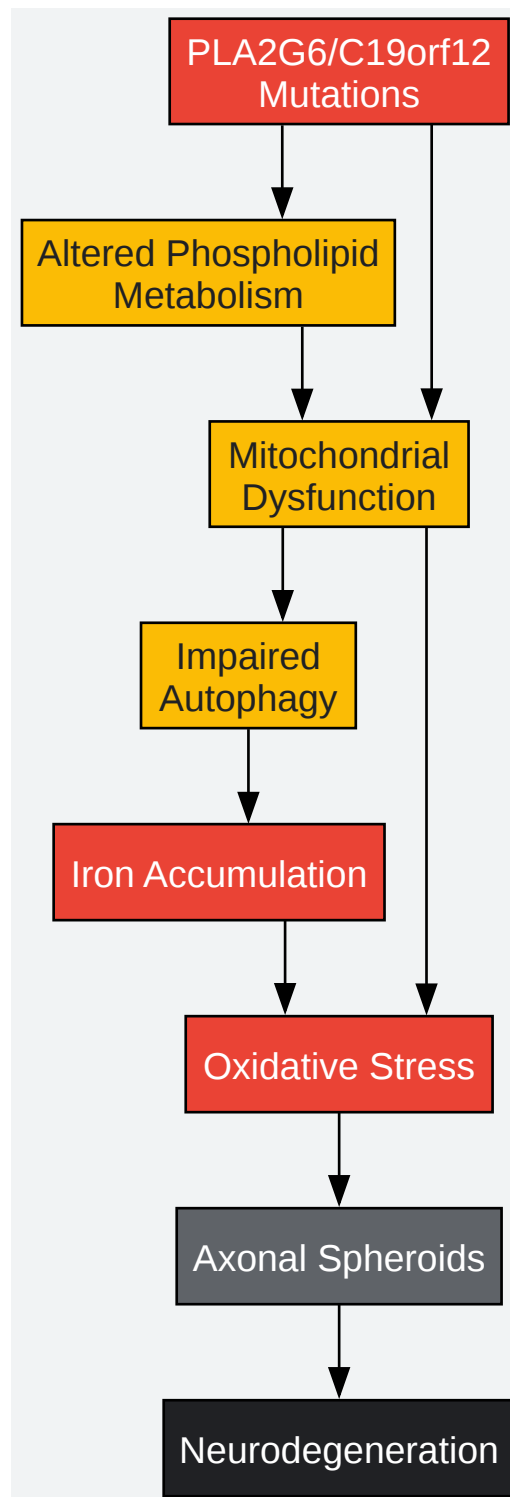 PLA2G6/C19orf12
Mutations
Altered Phospholipid
Metabolism
Mitochondrial
Dysfunction
Impaired
Autophagy
Iron Accumulation
Oxidative Stress
Axonal Spheroids
Neurodegeneration